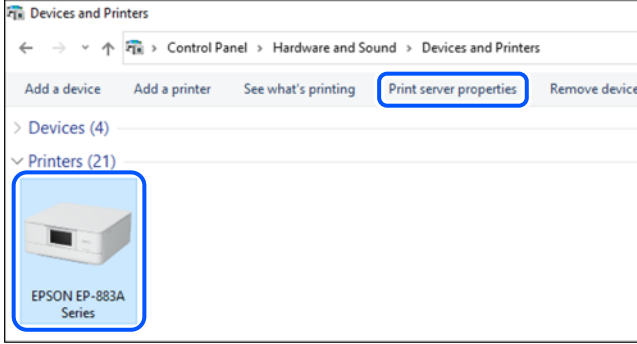 Devices and Printers
Control Panel > Hardware and Sound > Devices and Printers
Add a device Add a printer See what's printing Print server properties Remove device
Devices (4)
Printers (21)
EPSON EP-883A
Series